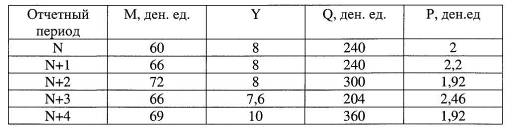 Отчетный период M, ден. ед. Y Q, ден. ед. P, ден.ед
N 60 8 240 2
N+1 66 8 240 2,2
N+2 72 8 300 1,92
N+3 66 7,6 204 2,46
N+4 69 10 360 1,92